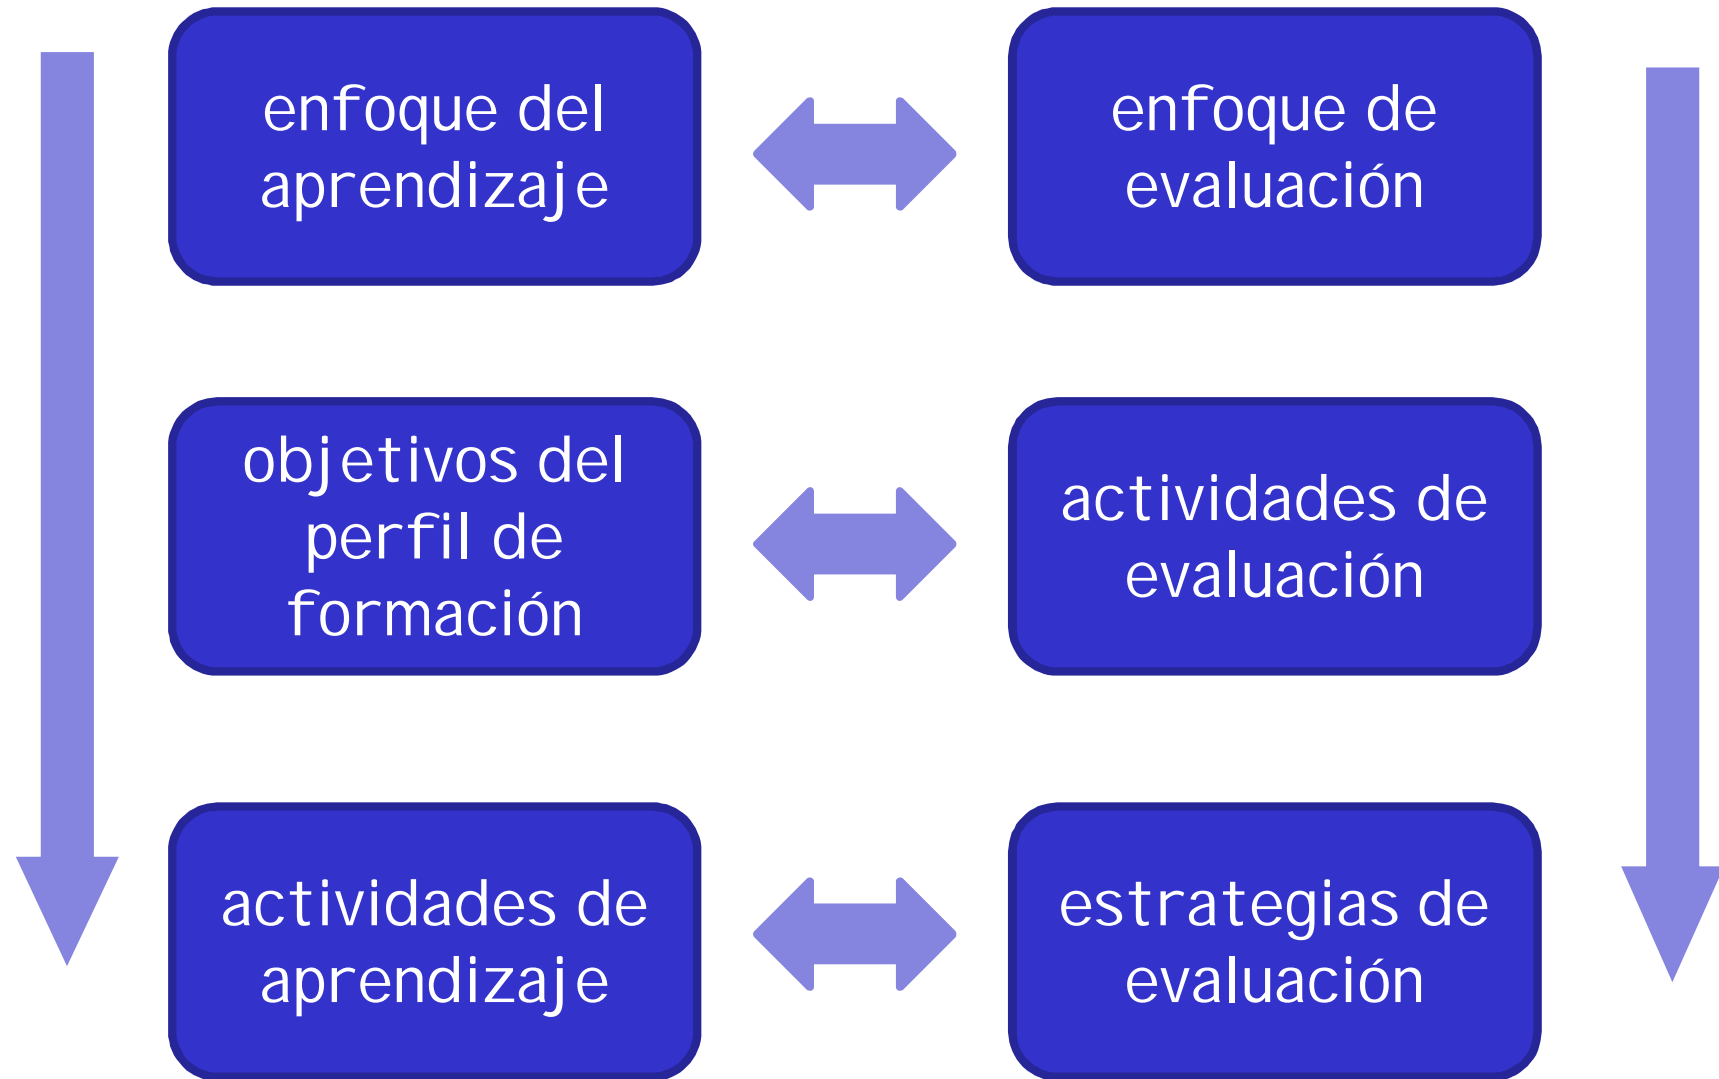 enfoque del
aprendizaje
enfoque de
evaluación
objetivos del
perfil de
formación
actividades de
evaluación
actividades de
aprendizaje
estrategias de
evaluación